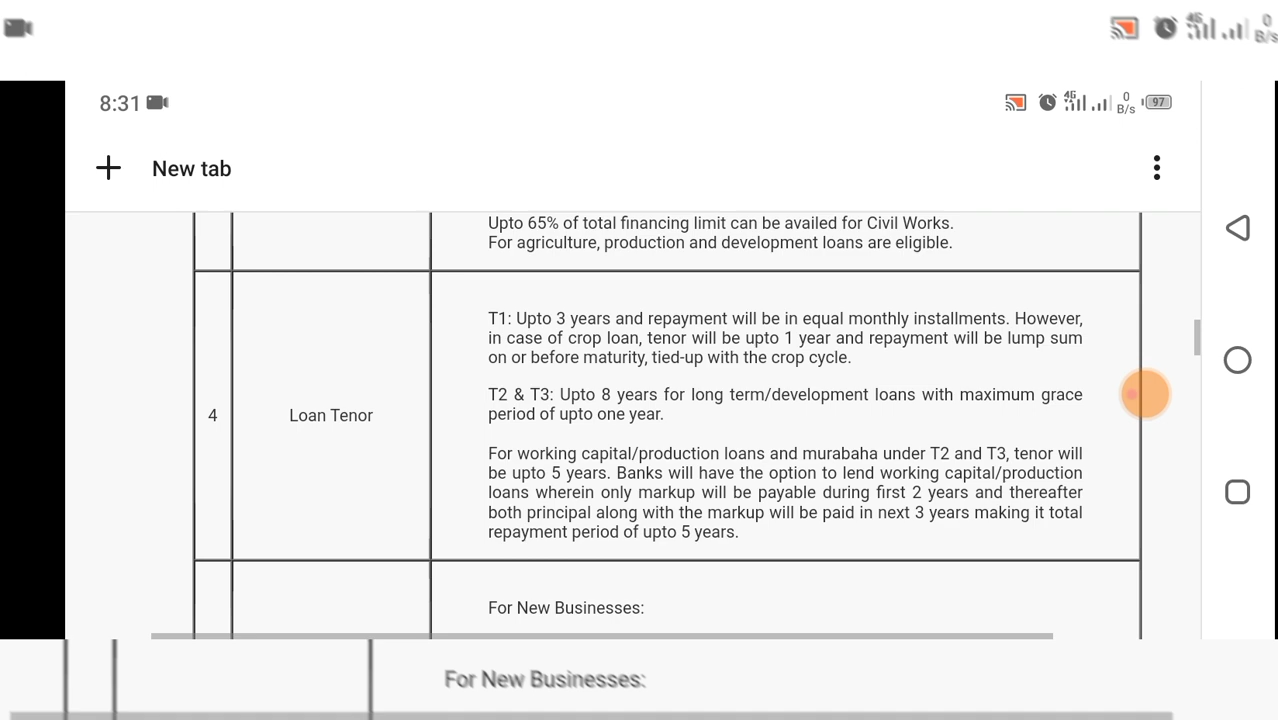 4G
0
B/s
8:31
4G
0
B/s
97
New tab
Upto 65% of total financing limit can be availed for Civil Works.
For agriculture, production and development loans are eligible.
4
Loan Tenor
T1: Upto 3 years and repayment will be in equal monthly installments. However,
in case of crop loan, tenor will be upto 1 year and repayment will be lump sum
on or before maturity, tied-up with the crop cycle.
T2 & T3: Upto 8 years for long term/development loans with maximum grace
period of upto one year.
For working capital/production loans and murabaha under T2 and T3, tenor will
be upto 5 years. Banks will have the option to lend working capital/production
loans wherein only markup will be payable during first 2 years and thereafter
both principal along with the markup will be paid in next 3 years making it total
repayment period of upto 5 years.
For New Businesses:
For New Businesses: